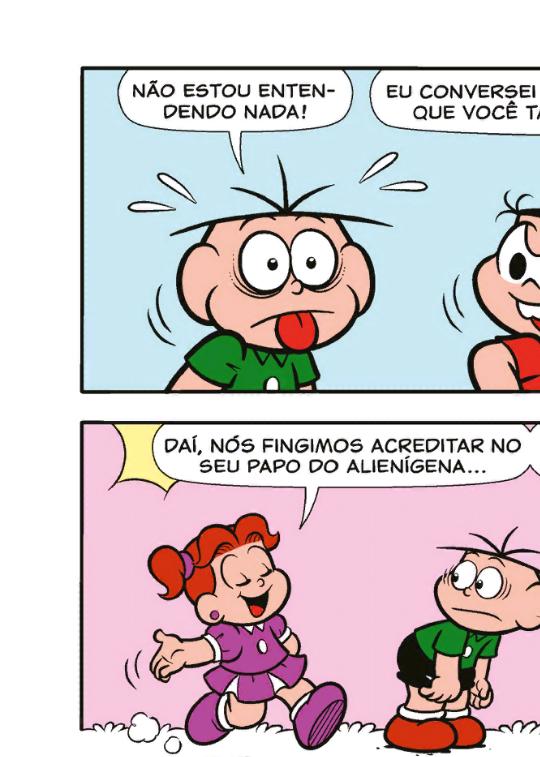 NÃO ESTOU ENTEN-
DENDO NADA!
EU CONVERSEI
QUE VOCÊ
DAÍ, NÓS FINGIMOS ACREDITAR NO
SEU PAPO DO ALIENÍGENA...